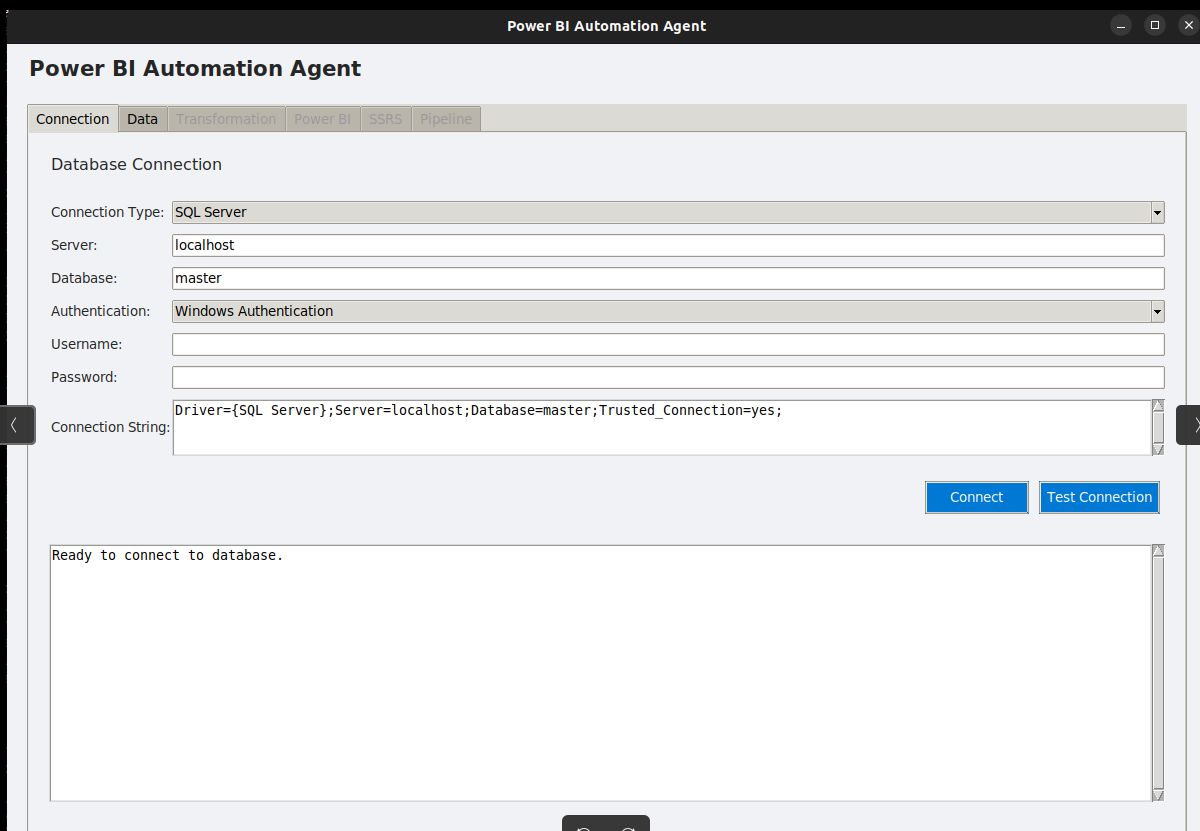 Power BI Automation Agent
Power BI Automation Agent
Connection Data Transformation Power BI SSRS Pipeline
Database Connection
Connection Type: SQL Server
Server: localhost
Database: master
Authentication: Windows Authentication
Username:
Password:
Connection String: Driver={SQL Server};Server=localhost;Database=master;Trusted_Connection=yes;
Connect Test Connection
Ready to connect to database.